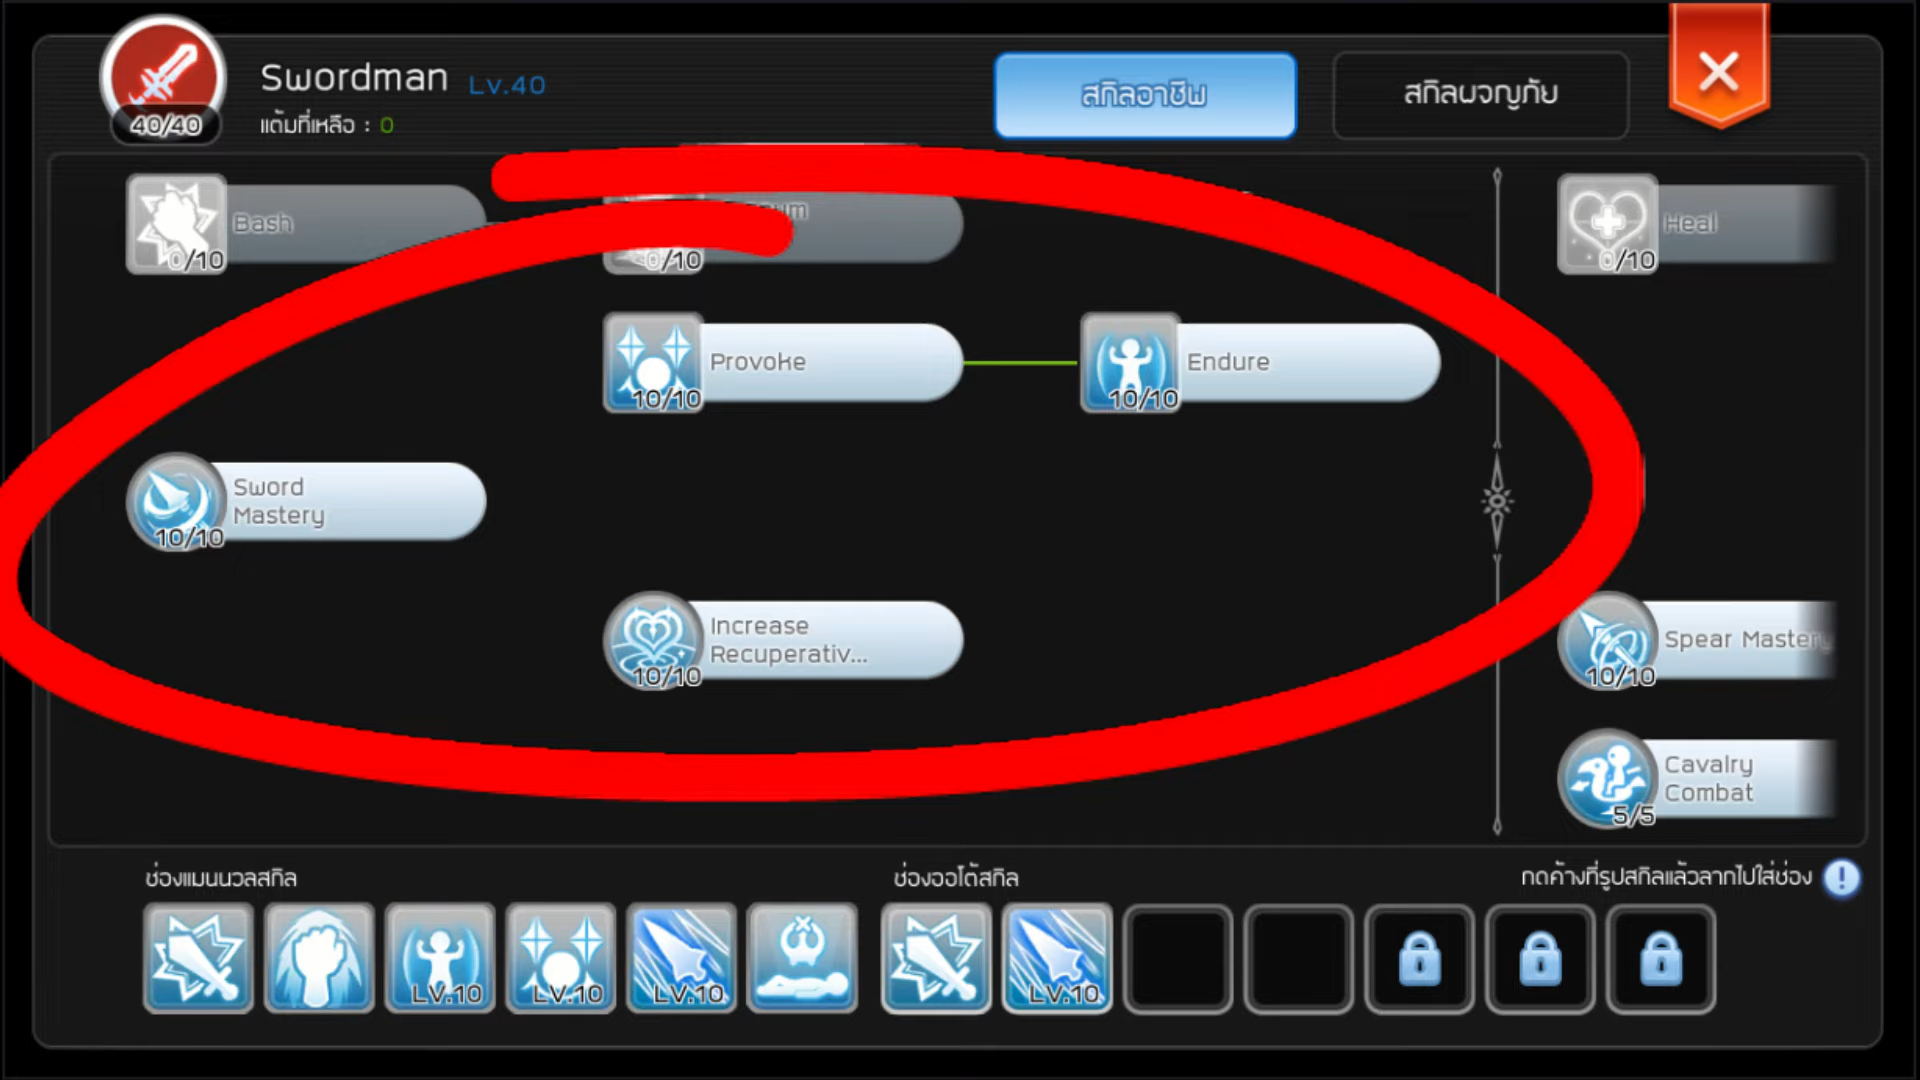 Swordman Lv.40
40/40
แต้มที่เหลือ : 0
สกิลอาชีพ
สกิลผจญภัย
Bash
0/10
0/10
Heal
0/10
Provoke
10/10
Endure
10/10
Sword
Mastery
10/10
Increase
Recuperativ...
10/10
Spear Mastery
10/10
Cavalry
Combat
5/5
ช่องแมนนวลสกิล
ช่องออโต้สกิล
กดค้างที่รูปสกิลแล้วลากไปใส่ช่อง
LV.10
LV.10
LV.10
LV.10